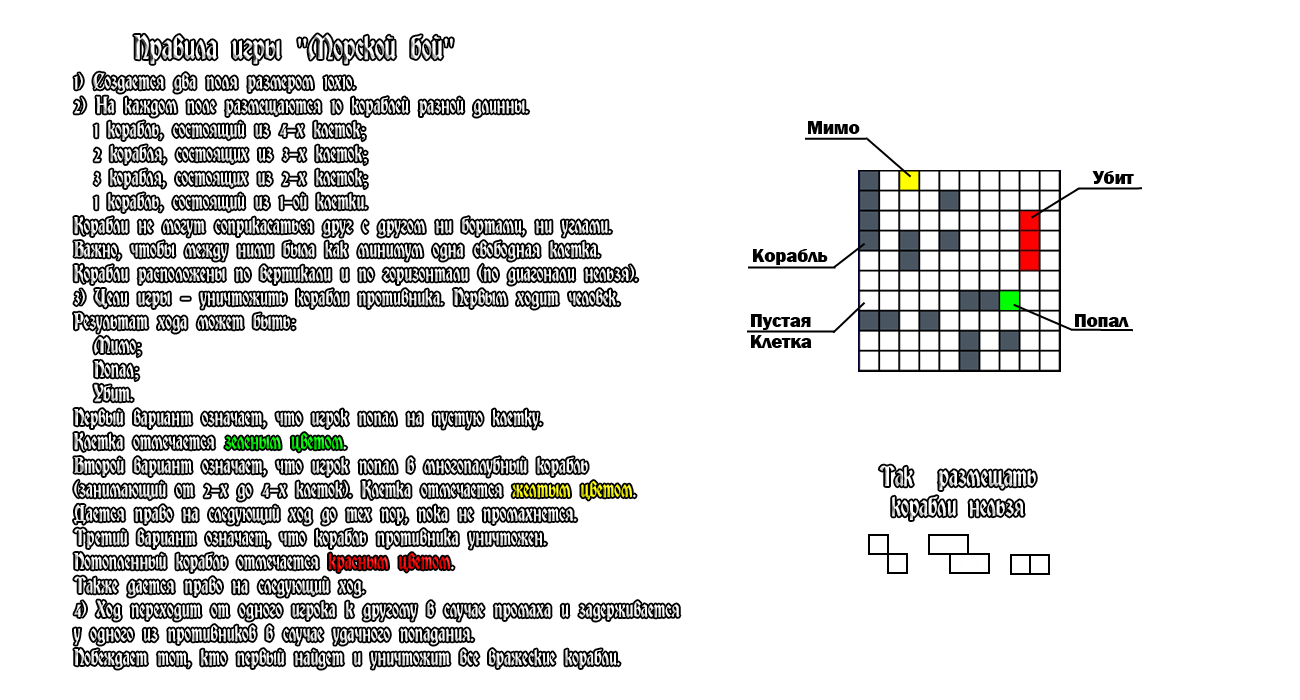 Правила игры "Морской бой"
1) Создается два поля размером 10x10.
2) На каждом поле размещаются 10 кораблей разной длинны.
1 корабль, состоящий из 4-х клеток;
2 корабля, состоящих из 3-х клеток;
3 корабля, состоящих из 2-х клеток;
1 корабль, состоящий из 1-ой клетки.
Корабли не могут соприкасаться друг с другом ни бортами, ни углами.
Важно, чтобы между ними была как минимум одна свободная клетка.
Корабли расположены по вертикали и по горизонтали (по диагонали нельзя).
3) Цели игры - уничтожить корабли противника. Первым ходит человек.
Результат хода может быть:
Мимо;
Попал;
Убит.
Первый вариант означает, что игрок попал на пустую клетку.
Клетка отмечается зеленым цветом.
Второй вариант означает, что игрок попал в многопалубный корабль
(занимающий от 2-х до 4-х клеток). Клетка отмечается желтым цветом.
Дается право на следующий ход до тех пор, пока не промахнется.
Третий вариант означает, что корабль противника уничтожен.
Потопленный корабль отмечается красным цветом.
Также дается право на следующий ход.
4) Ход переходит от одного игрока к другому в случае промаха и задерживается
у одного из противников в случае удачного попадания.
Побеждает тот, кто первый найдет и уничтожит все вражеские корабли.
Мимо
Убит
Корабль
Пустая
Клетка
Попал
Так размещать
корабли нельзя